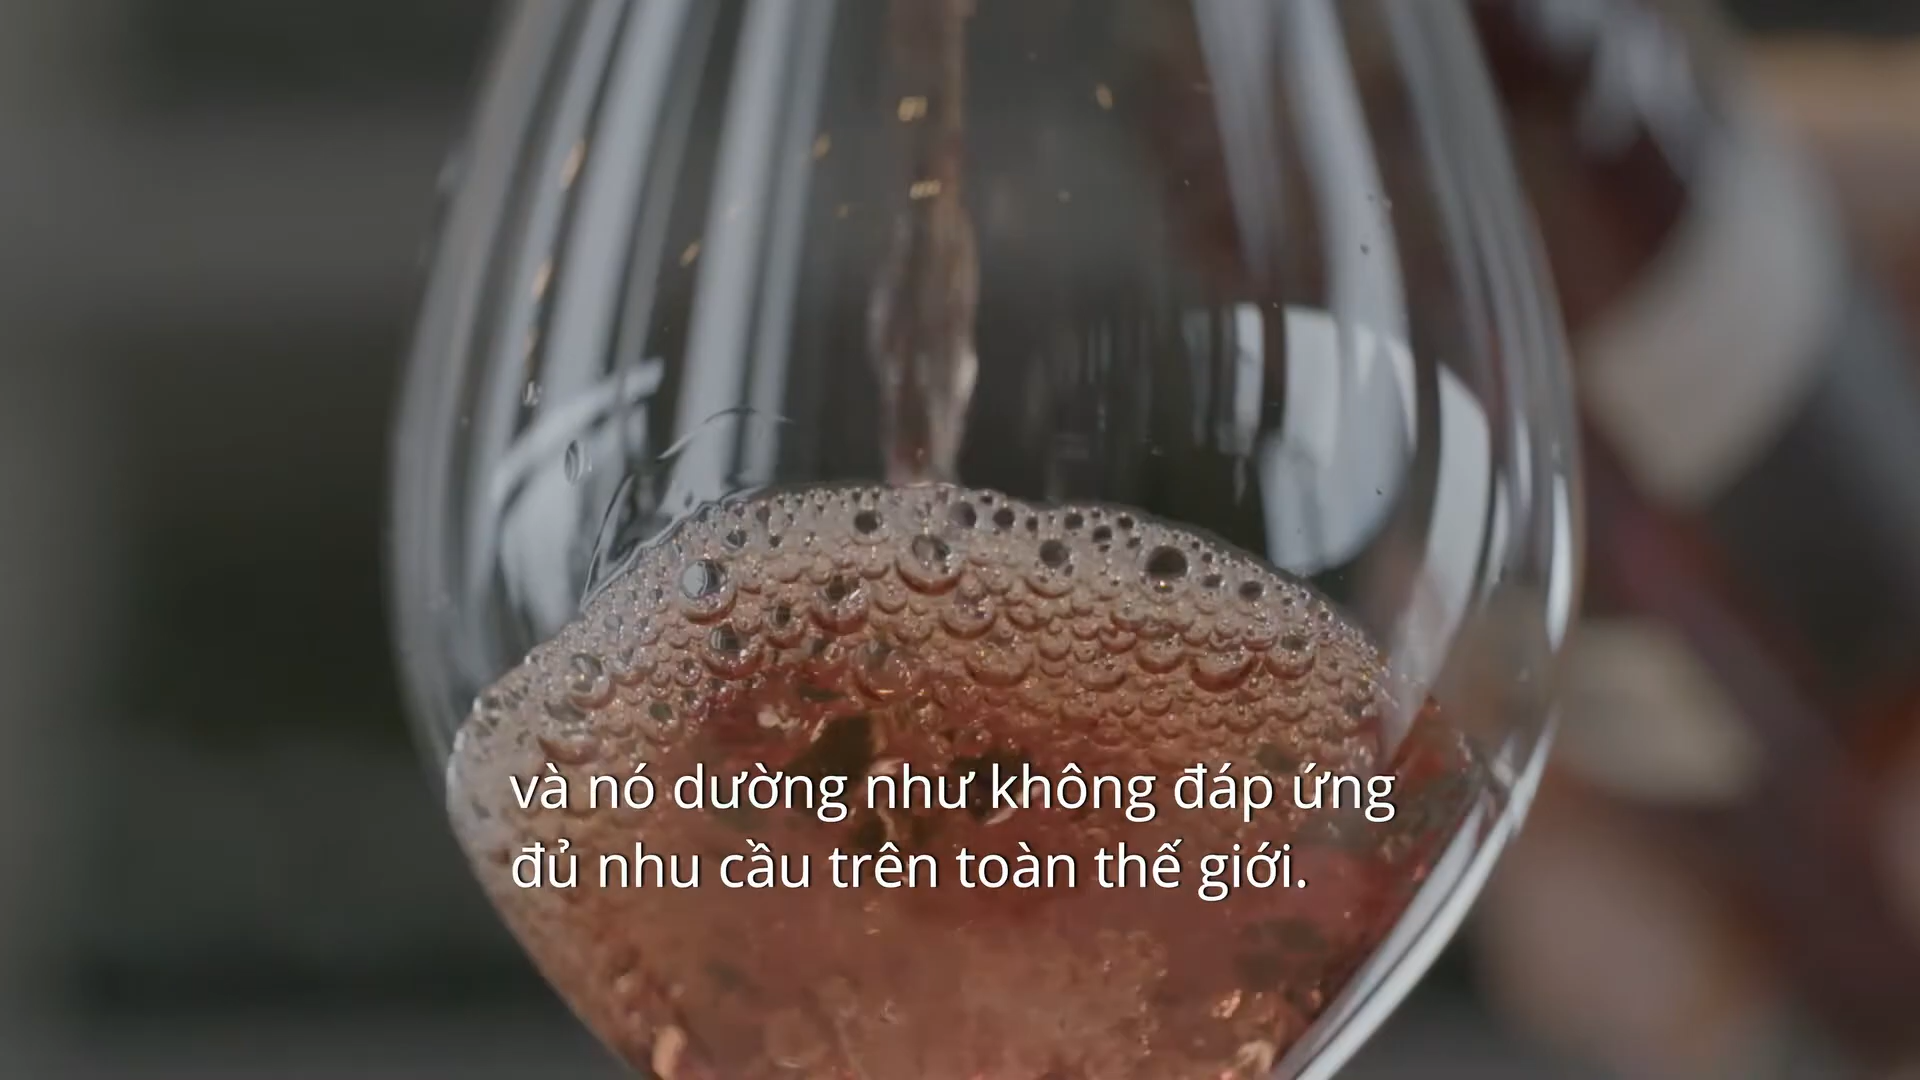 và nó dường như không đáp ứng
đủ nhu cầu trên toàn thế giới.